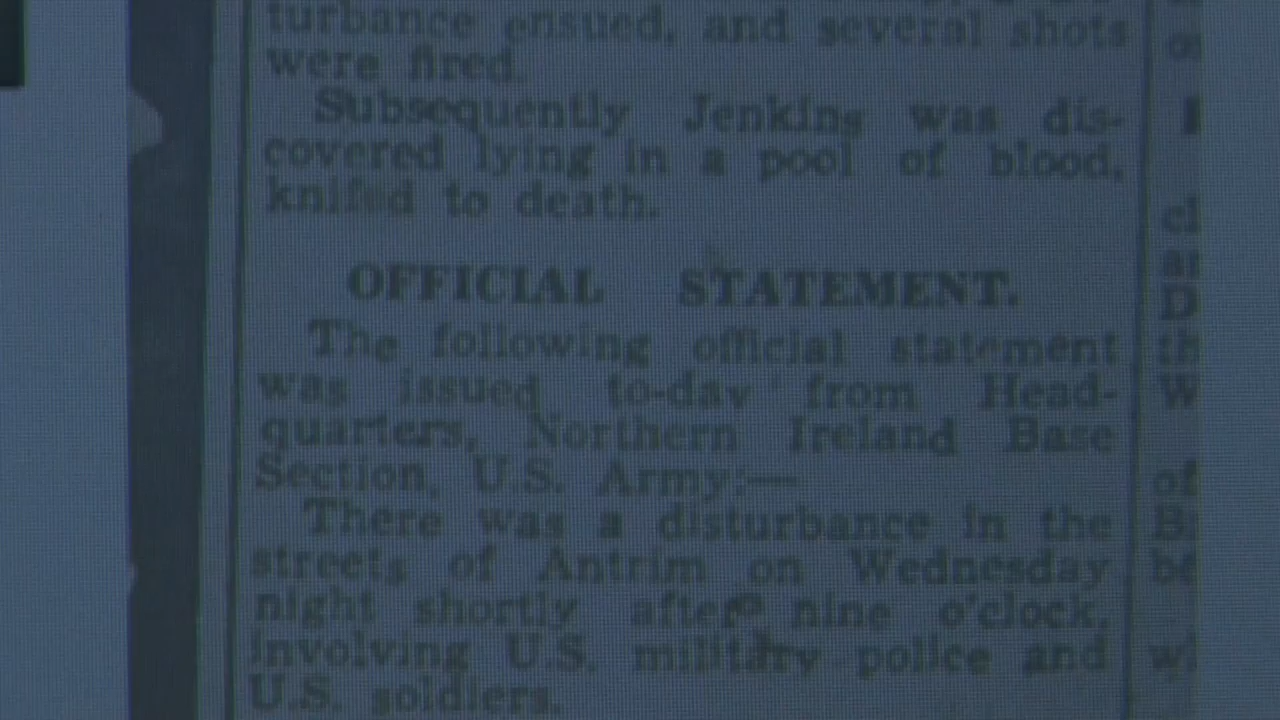 turbance ensued, and several shots
were fired.
Subsequently Jenkins was dis-
covered lying in a pool of blood,
knifed to death.
OFFICIAL STATEMENT.
The following official statement
was issued to-day from Head-
quarters, Northern Ireland Base
Section, U.S. Army:—
There was a disturbance in the
streets of Antrim on Wednesday
night shortly after nine o'clock,
involving U.S. military police and
U.S. soldiers.